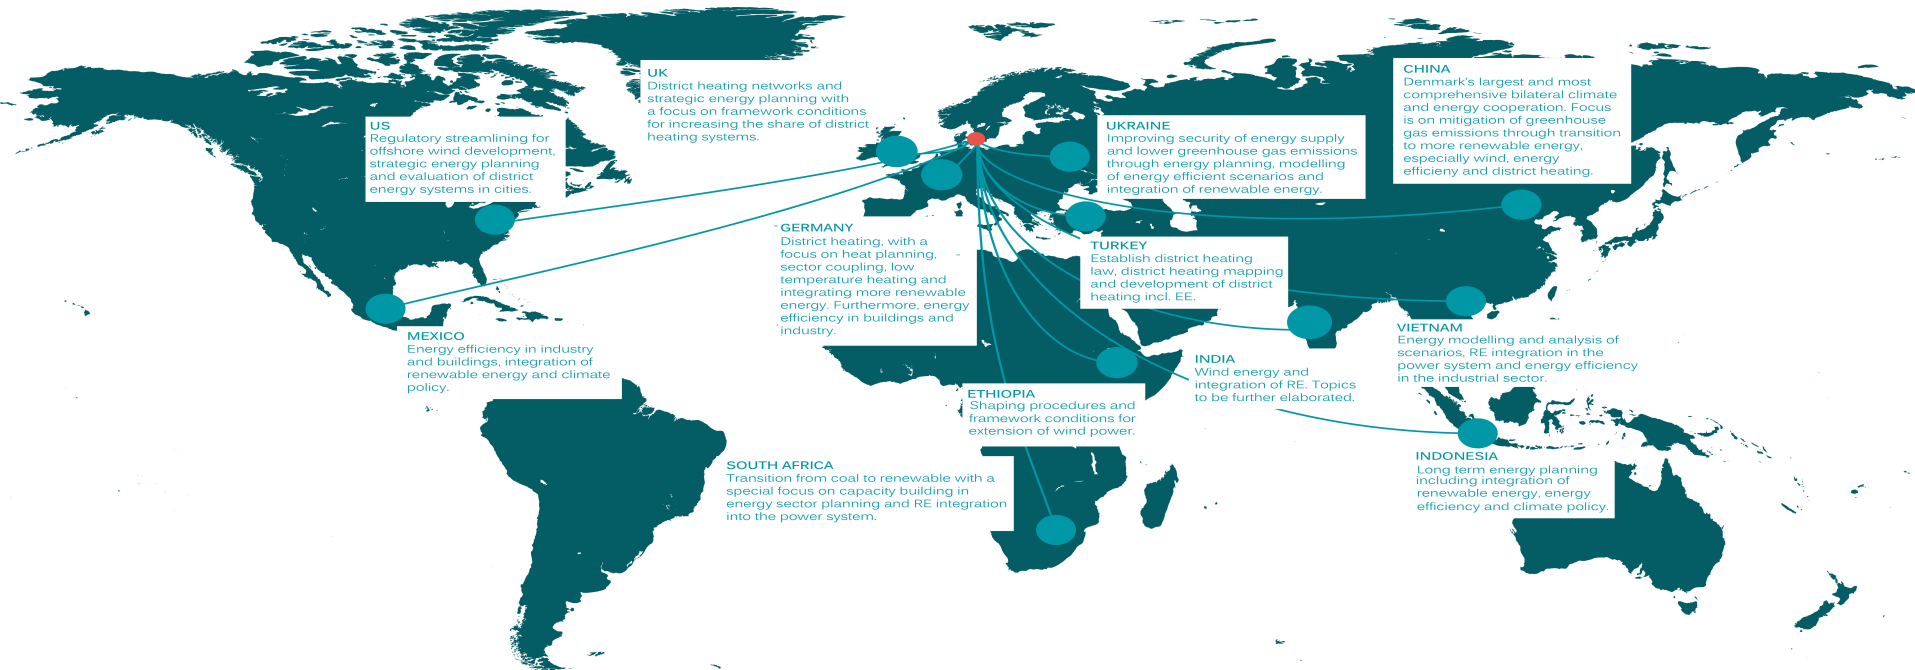 UK
District heating networks and
strategic energy planning with
a focus on framework conditions
for increasing the share of district
heating systems.
US
Regulatory streamlining for
offshore wind development,
strategic energy planning
and evaluation of district
energy systems in cities.
CHINA
Denmark's largest and most
comprehensive bilateral climate
and energy cooperation. Focus
is on mitigation of greenhouse
gas emissions through transition
to more renewable energy,
especially wind, energy
efficieny and district heating.
UKRAINE
Improving security of energy supply
and lower greenhouse gas emissions
through energy planning, modelling
of energy efficient scenarios and
integration of renewable energy.
GERMANY
District heating, with a
focus on heat planning,
sector coupling, low
temperature heating and
integrating more renewable
energy. Furthermore, energy
efficiency in buildings and
industry.
TURKEY
Establish district heating
law, district heating mapping
and development of district
heating incl. EE.
MEXICO
Energy efficiency in industry
and buildings, integration of
renewable energy and climate
policy.
VIETNAM
Energy modelling and analysis of
scenarios, RE integration in the
power system and energy efficiency
in the industrial sector.
INDIA
Wind energy and
integration of RE. Topics
to be further elaborated.
ETHIOPIA
Shaping procedures and
framework conditions for
extension of wind power.
SOUTH AFRICA
Transition from coal to renewable with a
special focus on capacity building in
energy sector planning and RE integration
into the power system.
INDONESIA
Long term energy planning
including integration of
renewable energy, energy
efficiency and climate policy.